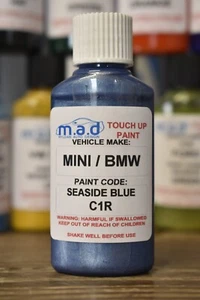 m.a.d
TOUCH UP
PAINT
VEHICLE MAKE:
MINI / BMW
PAINT CODE:
SEASIDE BLUE
C1R
WARNING: HARMFUL IF SWALLOWED
KEEP OUT OF REACH OF CHILDREN.
SHAKE WELL BEFORE USE